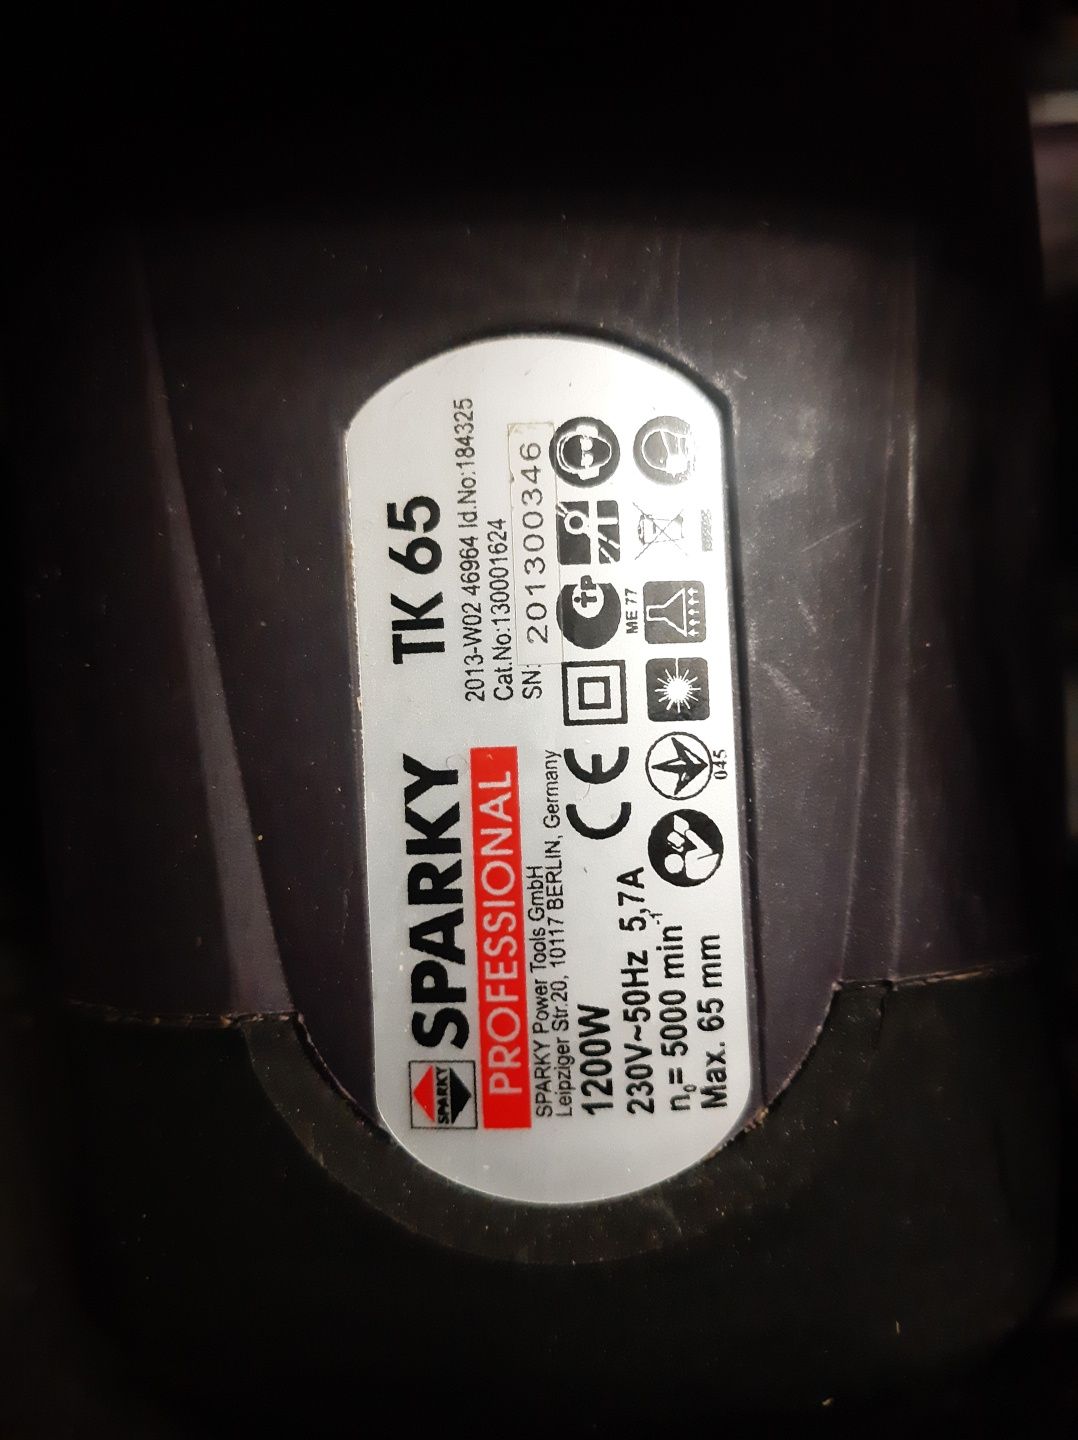 SPARKY
SPARKY TK 65
PROFESSIONAL
2013-W02 46964 Id.No:184325
Cat.No:130001624
SN: 201300346
SPARKY Power Tools GmbH
Leipziger Str.20, 10117 BERLIN, Germany
1200W
230V~50Hz 5,7A
n₀= 5000 min⁻¹
Max. 65 mm
CE
tp
ME 77
045